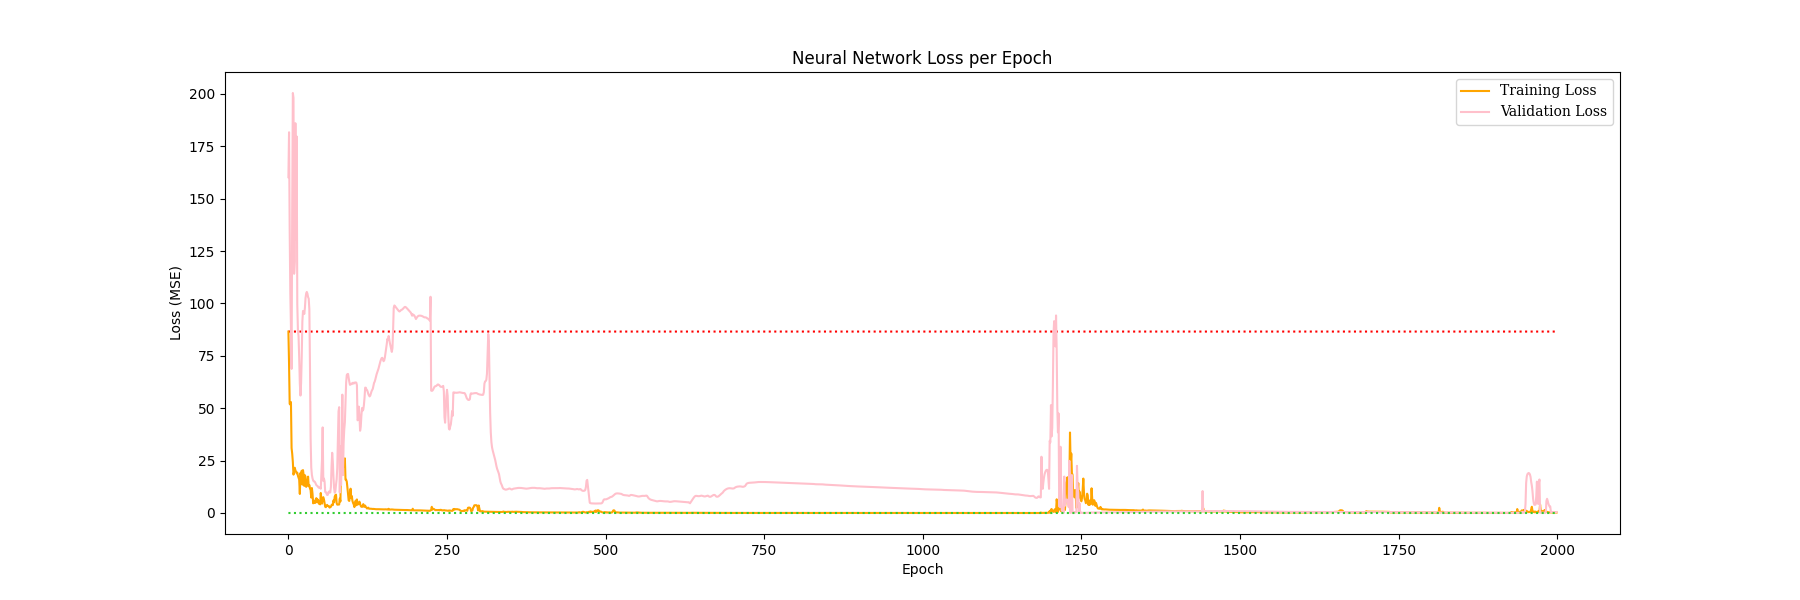 Neural Network Loss per Epoch
Training Loss
Validation Loss
200
175
150
125
100
75
50
25
0
Loss (MSE)
0 250 500 750 1000 1250 1500 1750 2000
Epoch